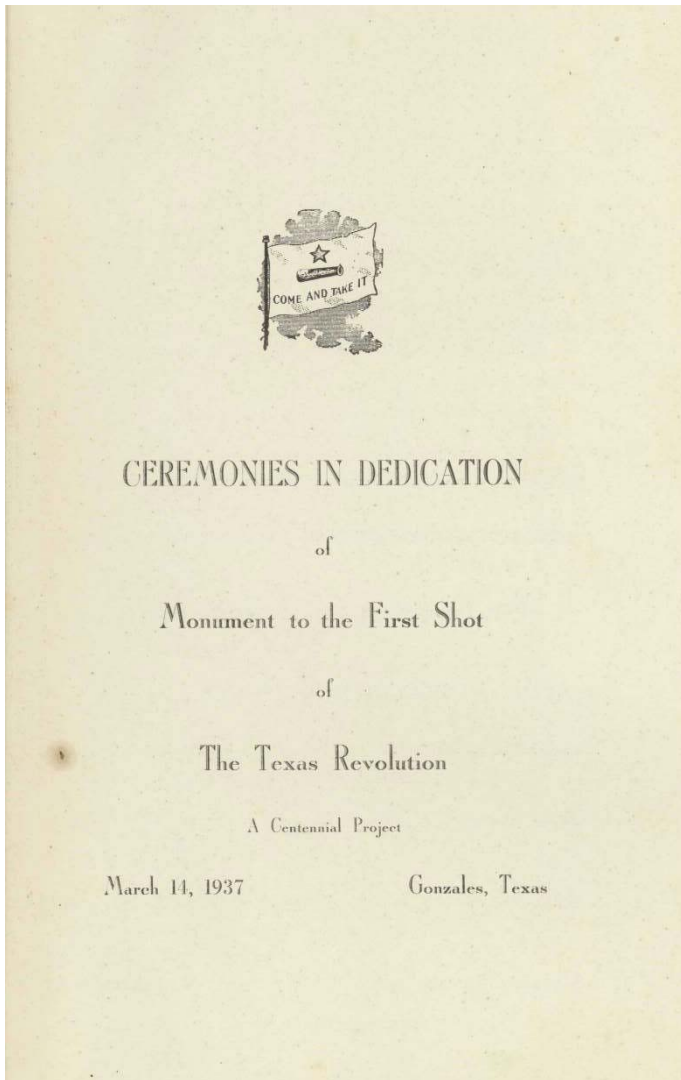 COME AND TAKE IT
CEREMONIES IN DEDICATION
of
Monument to the First Shot
of
The Texas Revolution
A Centennial Project
March 14, 1937 Gonzales, Texas